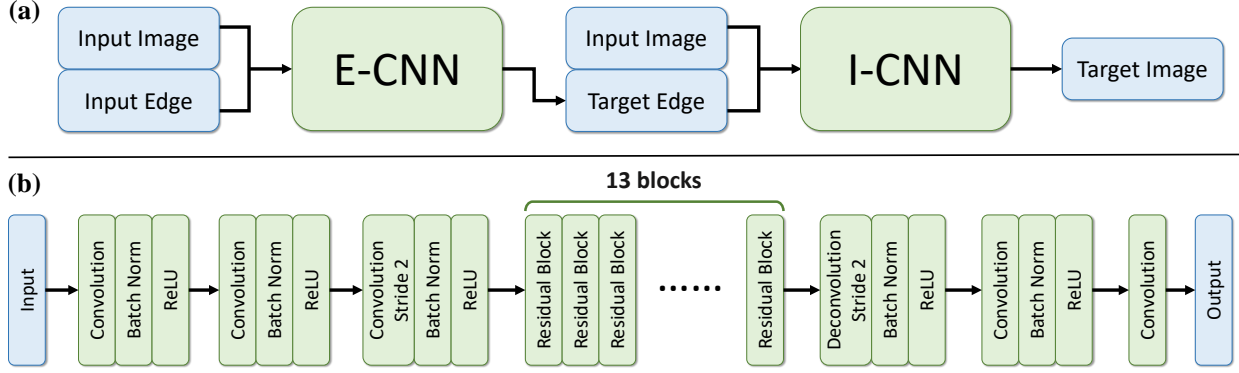 (a)
Input Image
Input Edge
E-CNN
Input Image
Target Edge
I-CNN
Target Image
(b)
13 blocks
Input
Convolution
Batch Norm
ReLU
Convolution
Batch Norm
ReLU
Convolution
Stride 2
Batch Norm
ReLU
Residual Block
Residual Block
Residual Block
......
Residual Block
Deconvolution
Stride 2
Batch Norm
ReLU
Convolution
Batch Norm
ReLU
Convolution
Output